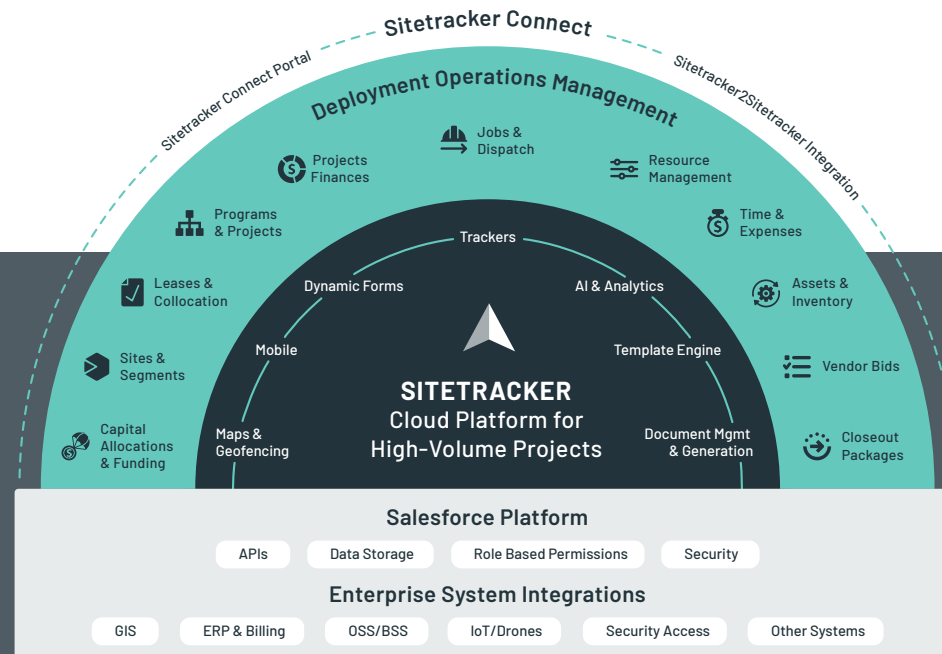 Sitetracker Connect
Sitetracker Connect Portal
Sitetracker2Sitetracker Integration
Deployment Operations Management
Capital
Allocations
& Funding
Sites &
Segments
Leases &
Collocation
Programs
& Projects
Projects
Finances
Jobs &
Dispatch
Resource
Management
Time &
Expenses
Assets &
Inventory
Vendor Bids
Closeout
Packages
Maps &
Geofencing
Mobile
Dynamic Forms
Trackers
AI & Analytics
Template Engine
Document Mgmt
& Generation
SITETRACKER
Cloud Platform for
High-Volume Projects
Salesforce Platform
APIs
Data Storage
Role Based Permissions
Security
Enterprise System Integrations
GIS
ERP & Billing
OSS/BSS
IoT/Drones
Security Access
Other Systems